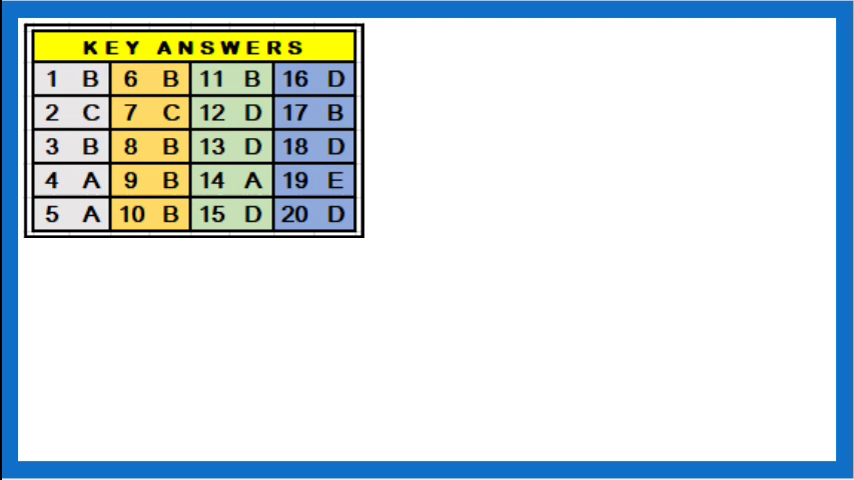 KEY ANSWERS
1 B 6 B 11 B 16 D
2 C 7 C 12 D 17 B
3 B 8 B 13 D 18 D
4 A 9 B 14 A 19 E
5 A 10 B 15 D 20 D